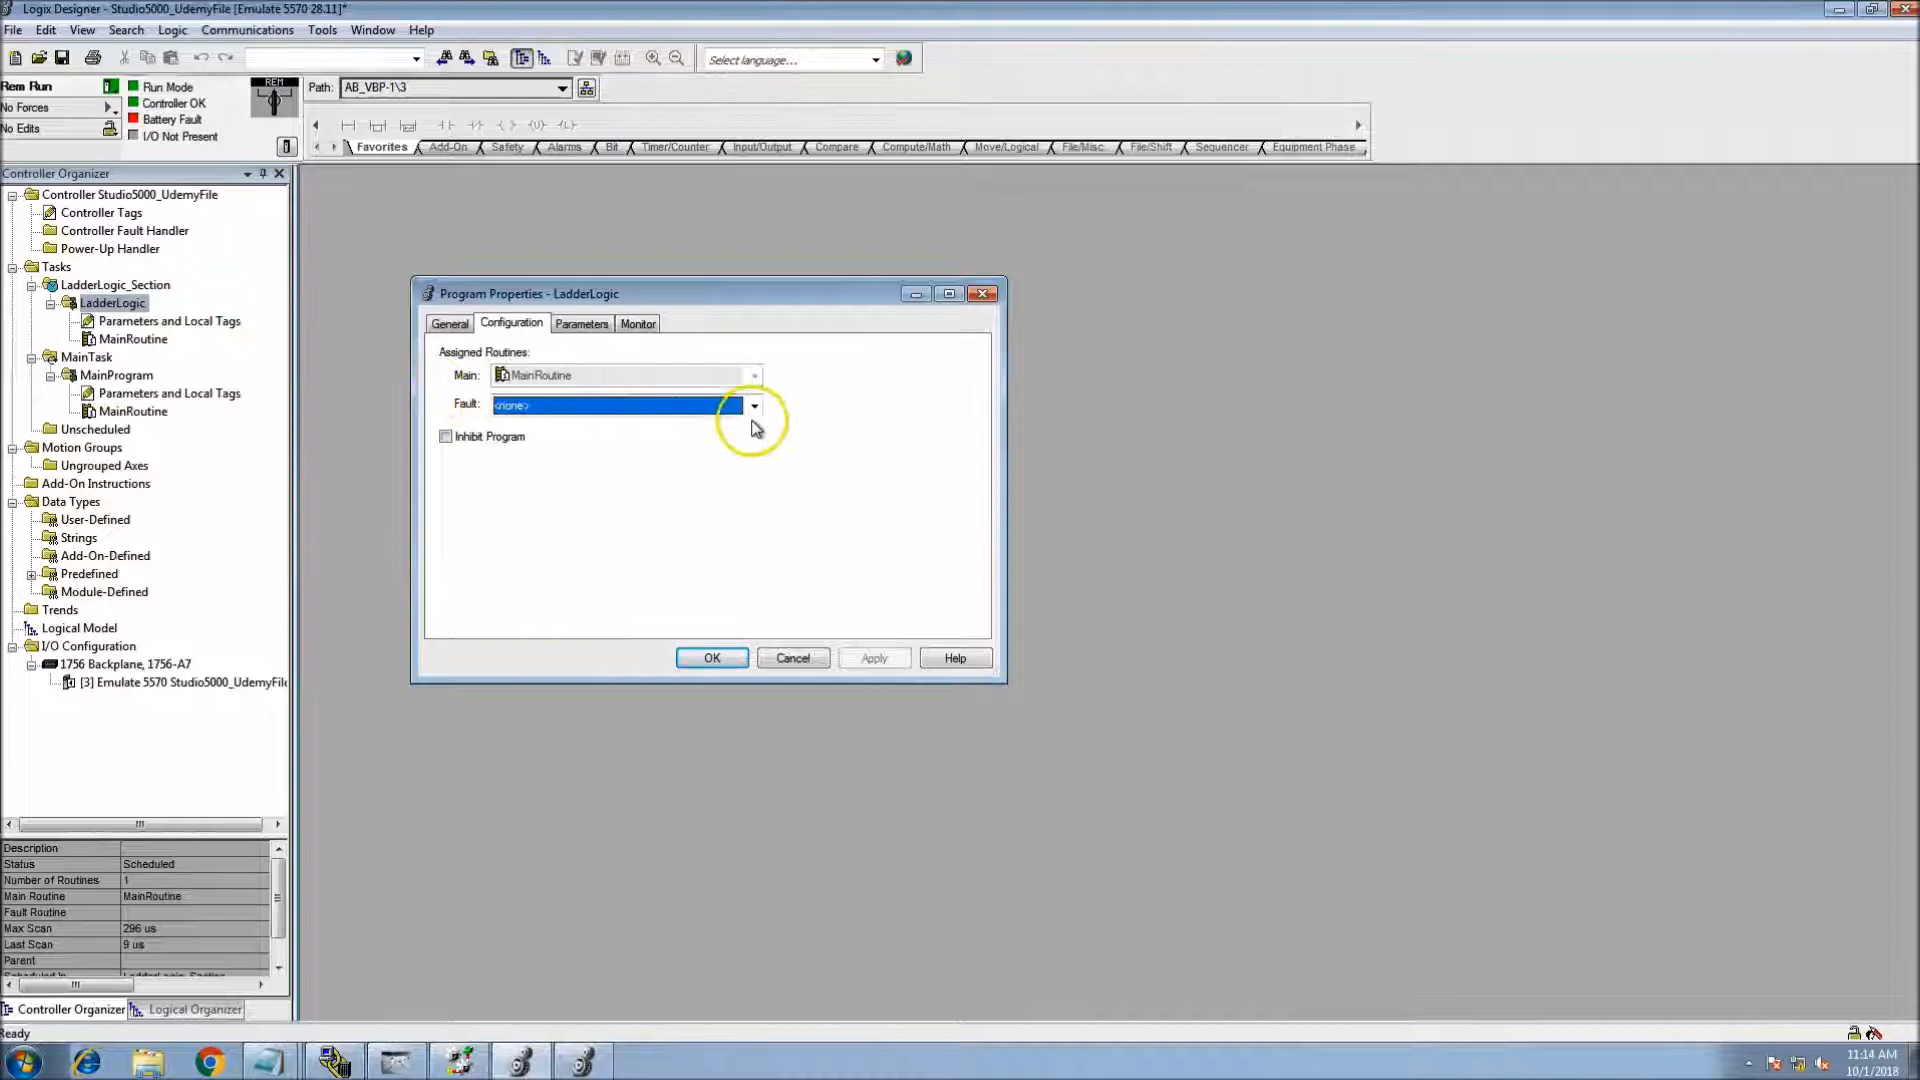 Logix Designer - Studio5000_UdemyFile [Emulate 5570 28.11]*
File Edit View Search Logic Communications Tools Window Help
Select language...
Rem Run
No Forces
No Edits
Run Mode
Controller OK
Battery Fault
I/O Not Present
REM
Path: AB_VBP-1\3
Favorites Add-On Safety Alarms Bit Timer/Counter Input/Output Compare Compute/Math Move/Logical File/Misc. File/Shift Sequencer Equipment Phase
Controller Organizer
Controller Studio5000_UdemyFile
Controller Tags
Controller Fault Handler
Power-Up Handler
Tasks
LadderLogic_Section
LadderLogic
Parameters and Local Tags
MainRoutine
MainTask
MainProgram
Parameters and Local Tags
MainRoutine
Unscheduled
Motion Groups
Ungrouped Axes
Add-On Instructions
Data Types
User-Defined
Strings
Add-On-Defined
Predefined
Module-Defined
Trends
Logical Model
I/O Configuration
1756 Backplane, 1756-A7
[3] Emulate 5570 Studio5000_UdemyFile
Program Properties - LadderLogic
General Configuration Parameters Monitor
Assigned Routines:
Main: MainRoutine
Fault: <none>
Inhibit Program
OK Cancel Apply Help
Description
Status Scheduled
Number of Routines 1
Main Routine MainRoutine
Fault Routine
Max Scan 296 us
Last Scan 9 us
Parent
Controller Organizer Logical Organizer
Ready
11:14 AM
10/1/2018